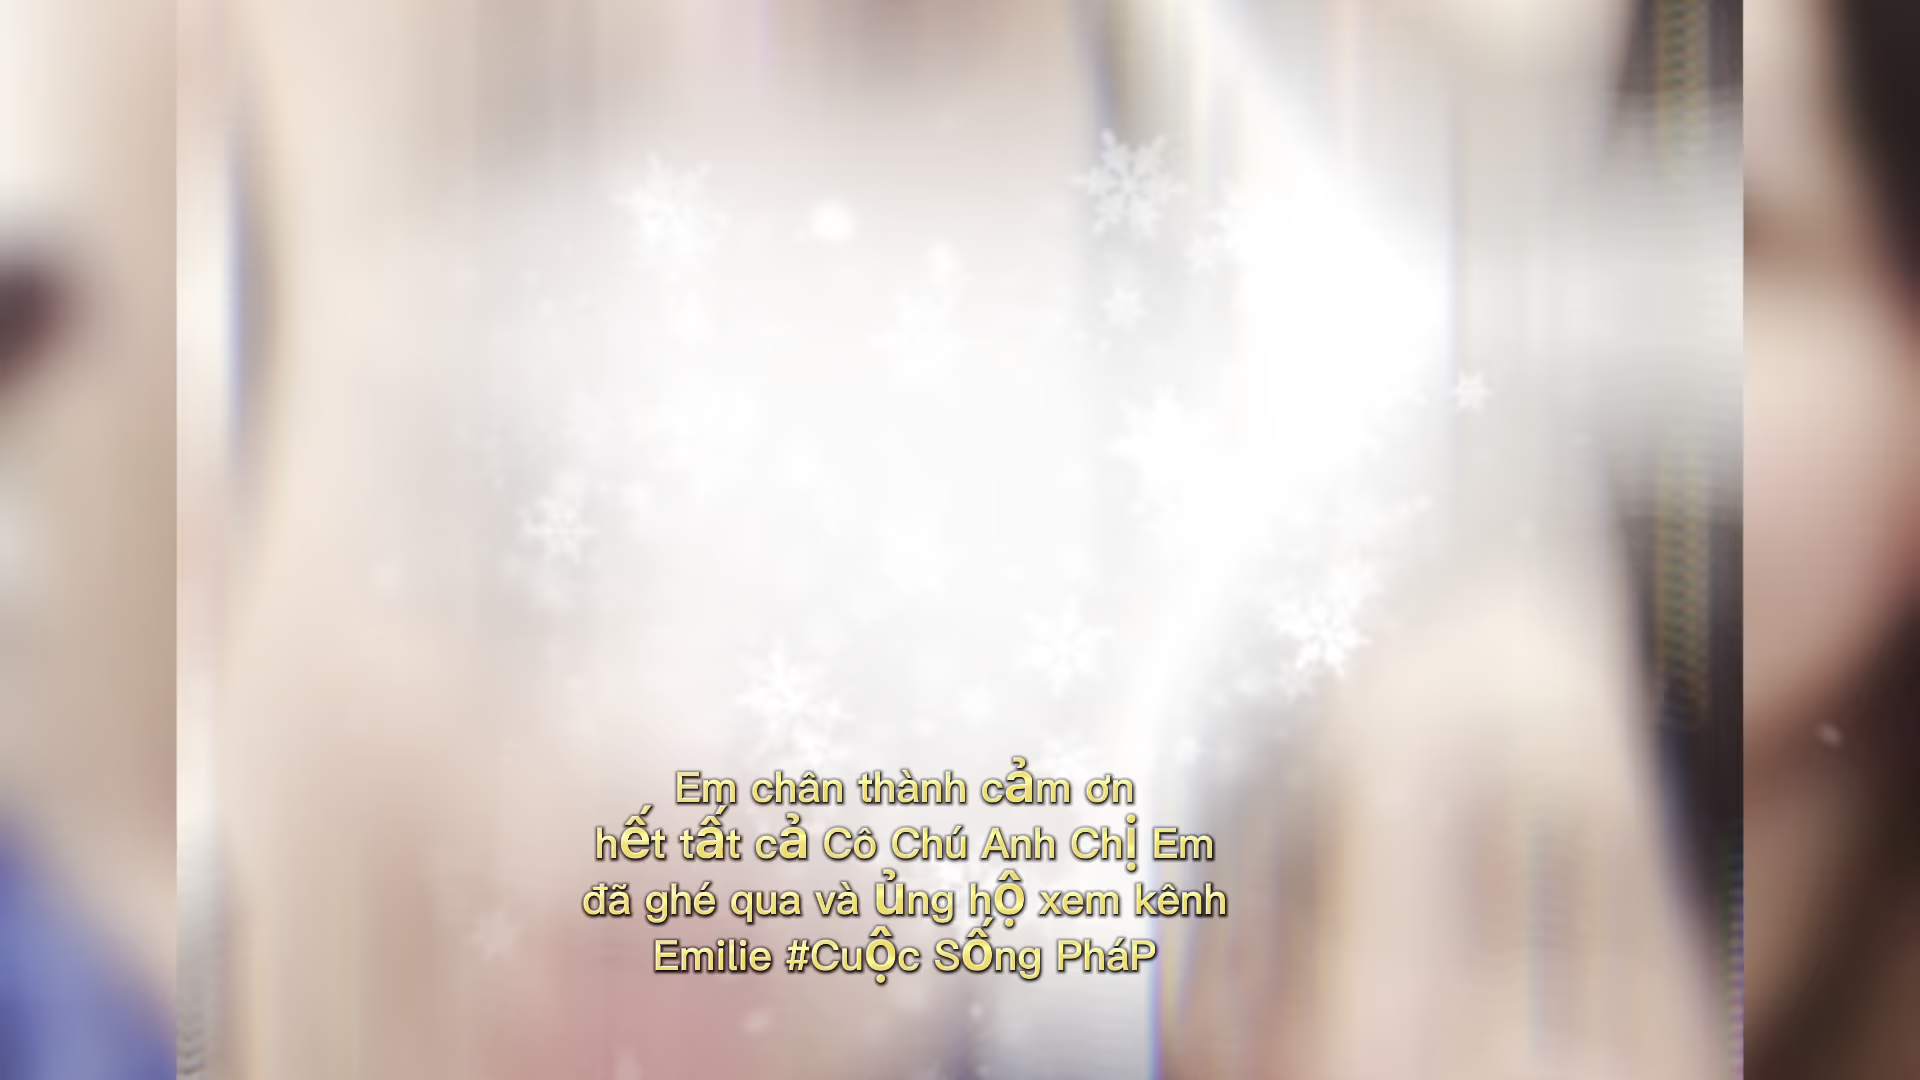 Em chân thành cảm ơn
hết tất cả Cô Chú Anh Chị Em
đã ghé qua và ủng hộ xem kênh
Emilie #Cuộc Sống PháP